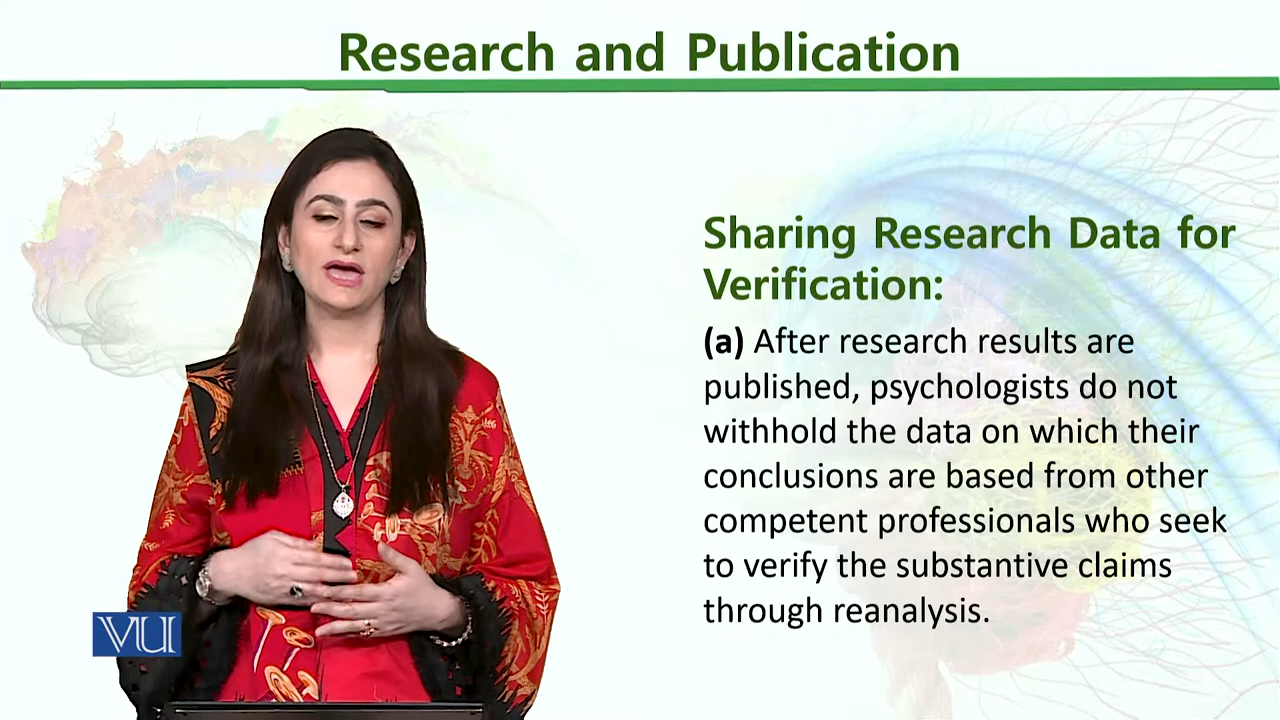 Research and Publication
Sharing Research Data for
Verification:
(a) After research results are
published, psychologists do not
withhold the data on which their
conclusions are based from other
competent professionals who seek
to verify the substantive claims
through reanalysis.
VU